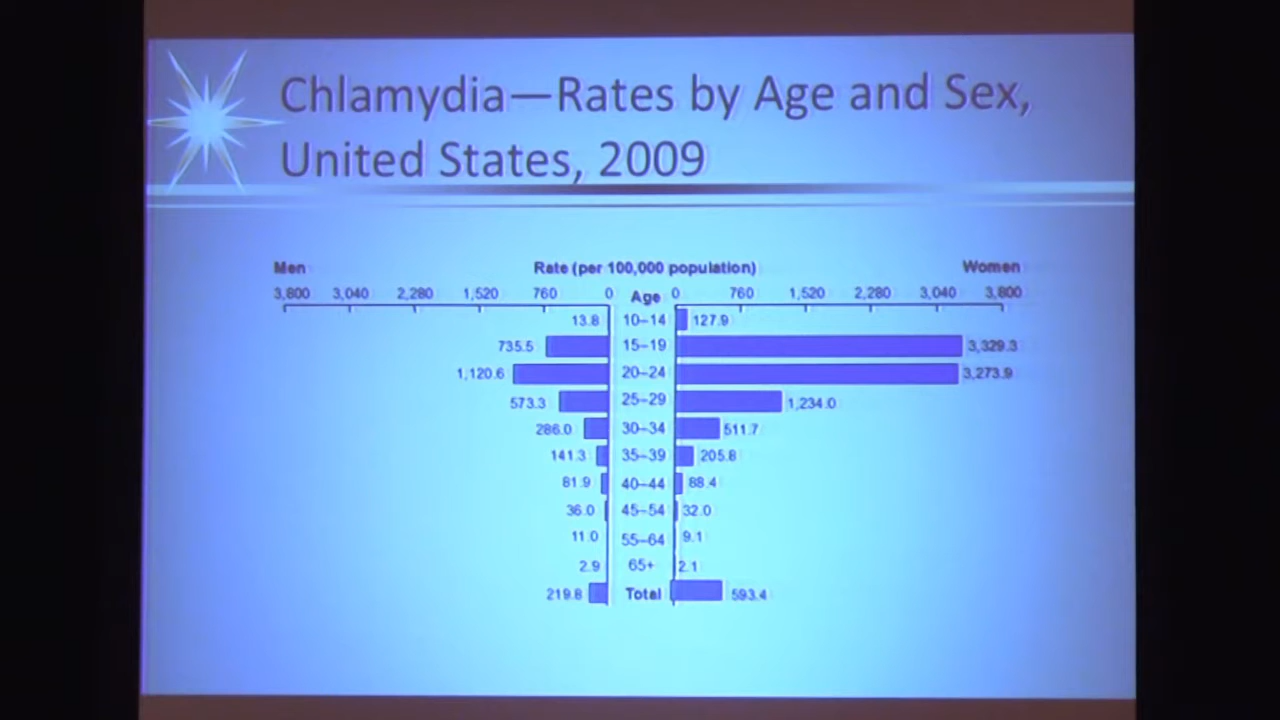 Chlamydia—Rates by Age and Sex,
United States, 2009
Men Rate (per 100,000 population) Women
3,800 3,040 2,280 1,520 760 0 Age 0 760 1,520 2,280 3,040 3,800
13.8 10–14 127.9
735.5 15–19 3,329.3
1,120.6 20–24 3,273.9
573.3 25–29 1,234.0
286.0 30–34 511.7
141.3 35–39 205.8
81.9 40–44 88.4
36.0 45–54 32.0
11.0 55–64 9.1
2.9 65+ 2.1
219.8 Total 593.4